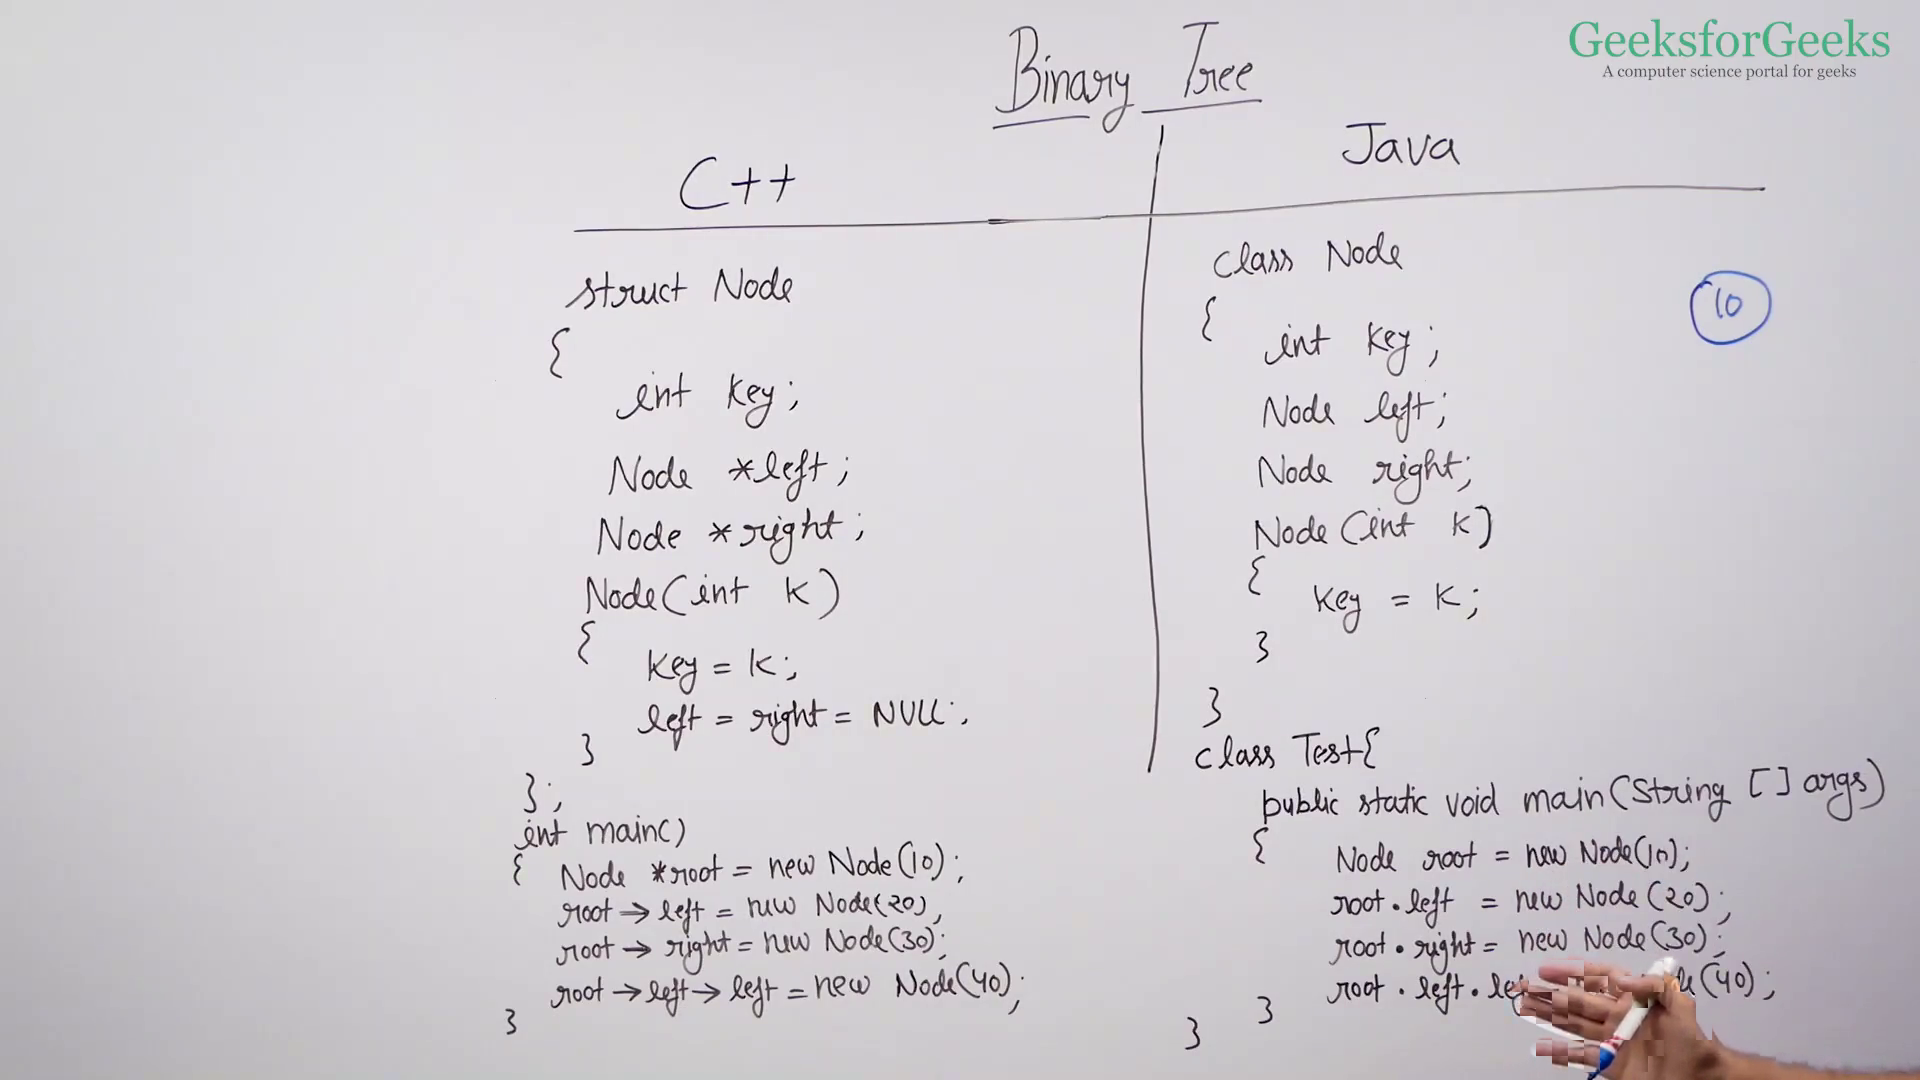 GeeksforGeeks
A computer science portal for geeks
Binary Tree
C++
struct Node
{
int key;
Node *left;
Node *right;
Node(int k)
{
key = k;
left = right = NULL;
}
};
int main()
{ Node *root = new Node(10);
root→left = new Node(20);
root→right = new Node(30);
root→left→left = new Node(40);
}
Java
class Node
{
int key;
Node left;
Node right;
Node(int k)
{
key = k;
}
}
class Test{
public static void main(String [] args)
{
Node root = new Node(10);
root.left = new Node(20);
root.right = new Node(30);
root.left. (40);
}
}
10